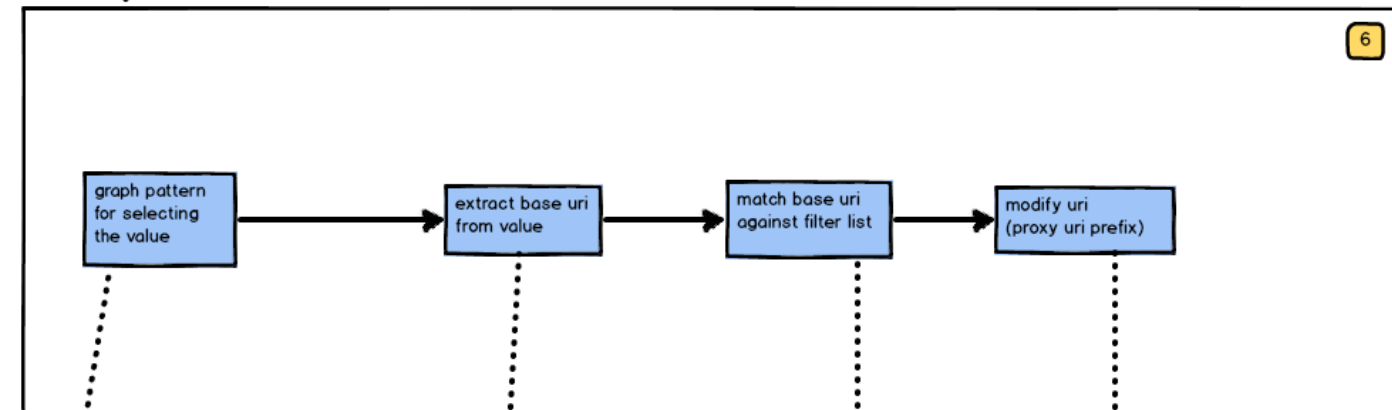 6
graph pattern
for selecting
the value
extract base uri
from value
match base uri
against filter list
modify uri
(proxy uri prefix)